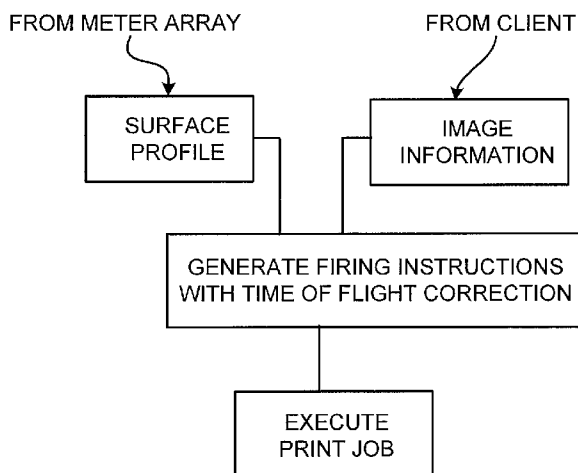 FROM METER ARRAY
FROM CLIENT
SURFACE
PROFILE
IMAGE
INFORMATION
GENERATE FIRING INSTRUCTIONS
WITH TIME OF FLIGHT CORRECTION
EXECUTE
PRINT JOB